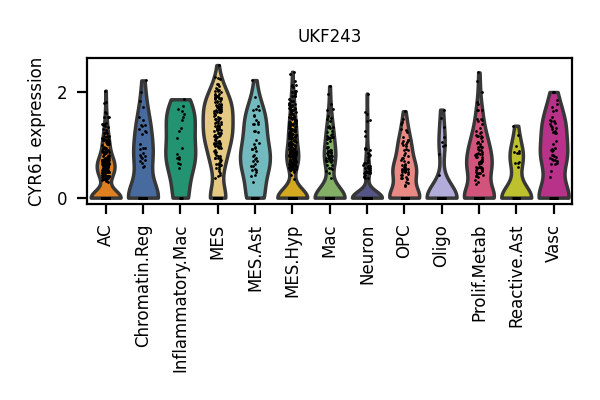 UKF243
CYR61 expression
2
0
AC
Chromatin.Reg
Inflammatory.Mac
MES
MES.Ast
MES.Hyp
Mac
Neuron
OPC
Oligo
Prolif.Metab
Reactive.Ast
Vasc